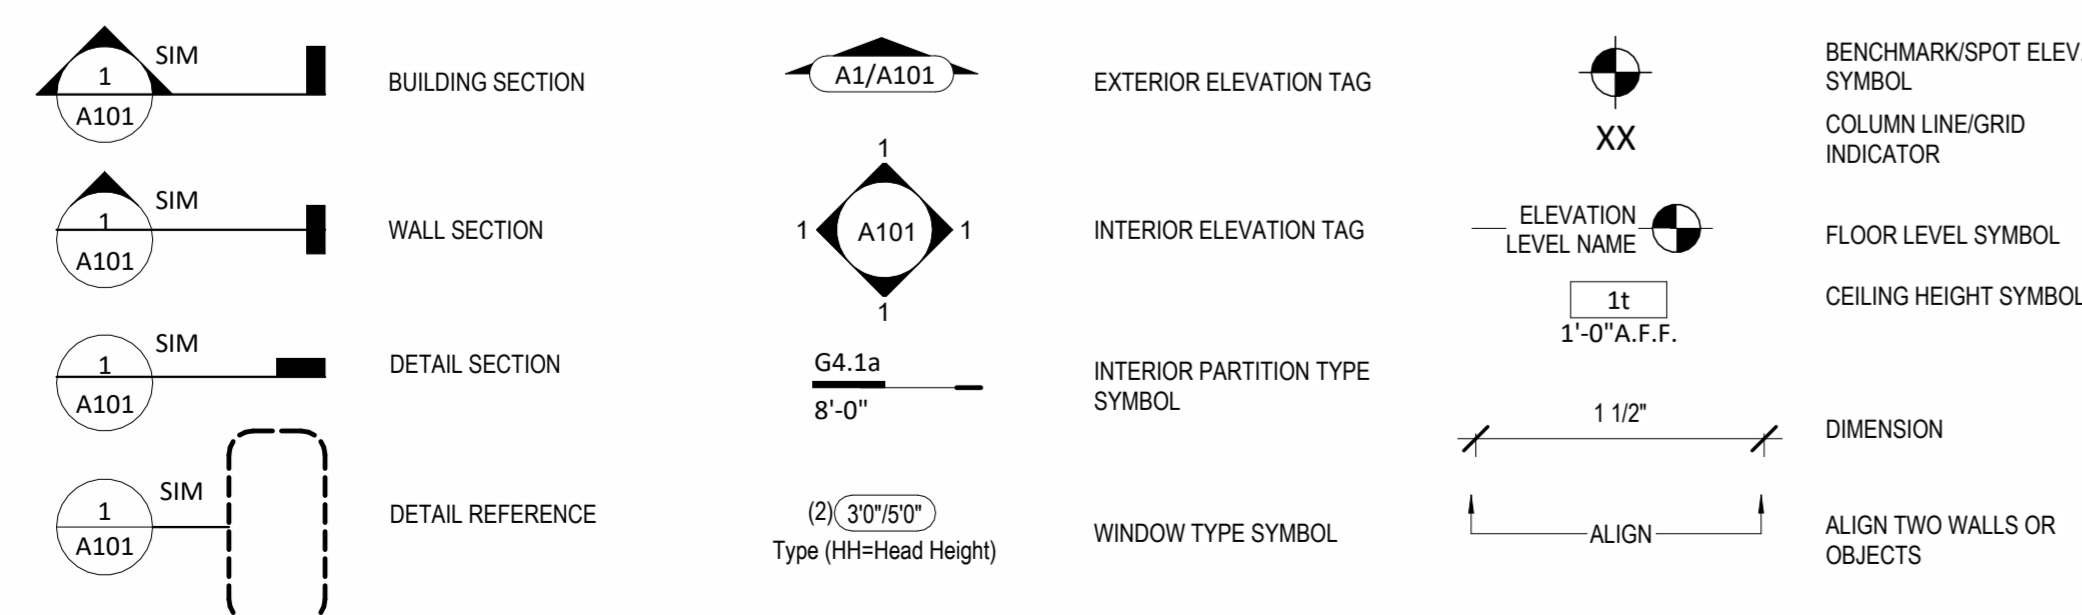 1
A101
SIM
BUILDING SECTION
1
A101
SIM
WALL SECTION
1
A101
SIM
DETAIL SECTION
1
A101
SIM
DETAIL REFERENCE
A1/A101
EXTERIOR ELEVATION TAG
1
1
A101
1
1
INTERIOR ELEVATION TAG
G4.1a
8'-0"
INTERIOR PARTITION TYPE
SYMBOL
(2) 3'0"/5'0"
Type (HH=Head Height)
WINDOW TYPE SYMBOL
BENCHMARK/SPOT ELEV.
SYMBOL
XX
COLUMN LINE/GRID
INDICATOR
ELEVATION
LEVEL NAME
FLOOR LEVEL SYMBOL
1t
1'-0"A.F.F.
CEILING HEIGHT SYMBOL
1 1/2"
DIMENSION
ALIGN
ALIGN TWO WALLS OR
OBJECTS